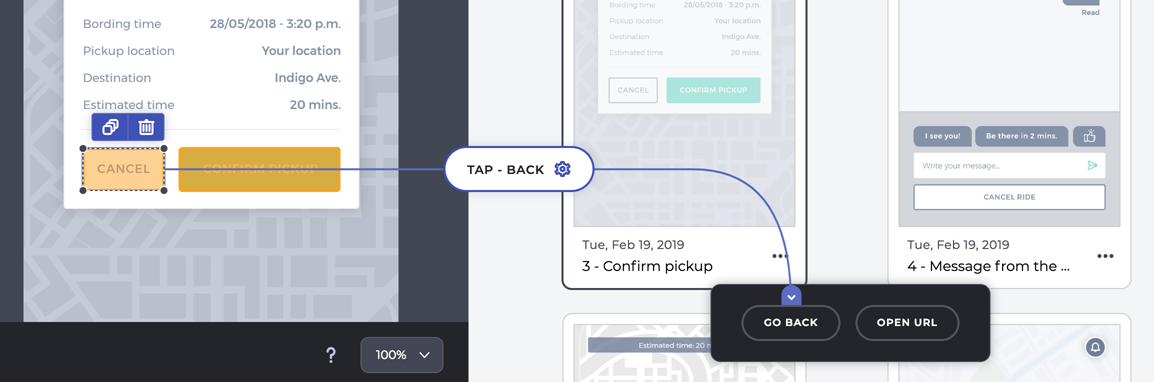 Bording time 28/05/2018 - 3:20 p.m.
Pickup location Your location
Destination Indigo Ave.
Estimated time 20 mins.
CANCEL CONFIRM PICKUP
? 100%
TAP - BACK
Bording time 28/05/2018 - 3:20 p.m.
Pickup location Your location
Destination Indigo Ave.
Estimated time 20 mins.
CANCEL CONFIRM PICKUP
Tue, Feb 19, 2019
3 - Confirm pickup
Read
I see you! Be there in 2 mins.
Write your message...
CANCEL RIDE
Tue, Feb 19, 2019
4 - Message from the ...
GO BACK OPEN URL
Estimated time: 20